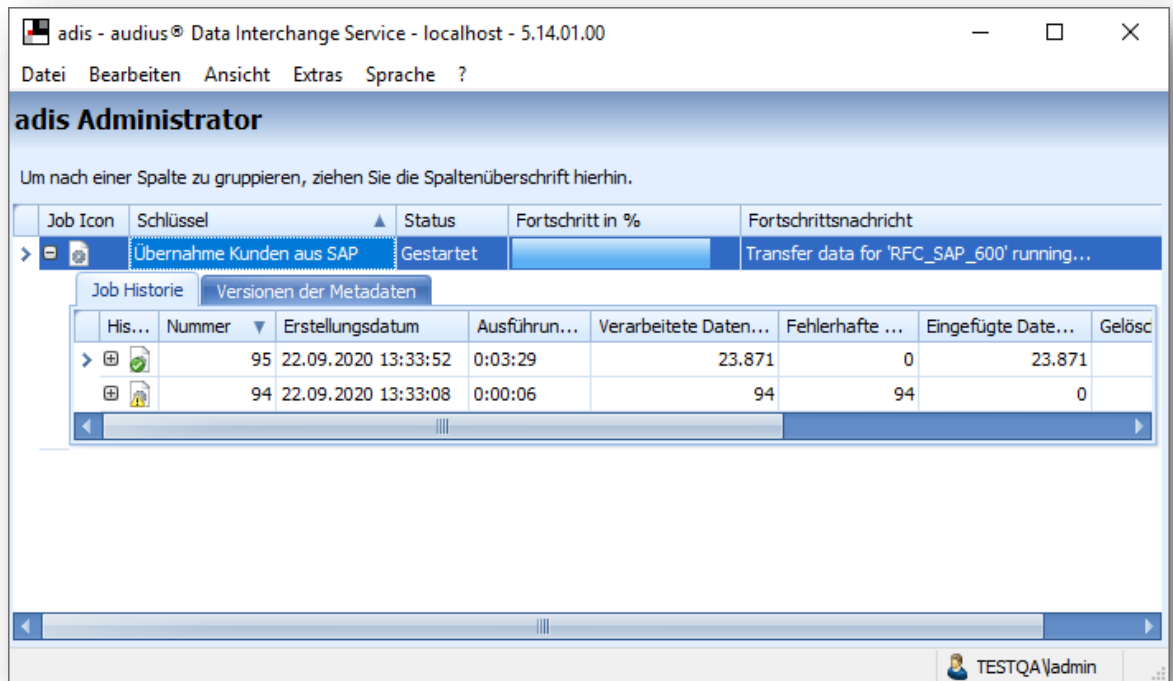 adis - audius® Data Interchange Service - localhost - 5.14.01.00
Datei Bearbeiten Ansicht Extras Sprache ?
adis Administrator
Um nach einer Spalte zu gruppieren, ziehen Sie die Spaltenüberschrift hierhin.
Job Icon Schlüssel Status Fortschritt in % Fortschrittsnachricht
Übernahme Kunden aus SAP Gestartet Transfer data for 'RFC_SAP_600' running...
Job Historie Versionen der Metadaten
His... Nummer Erstellungsdatum Ausführun... Verarbeitete Daten... Fehlerhafte ... Eingefügte Date... Gelösc
95 22.09.2020 13:33:52 0:03:29 23.871 0 23.871
94 22.09.2020 13:33:08 0:00:06 94 94 0
TESTQA\ladmin